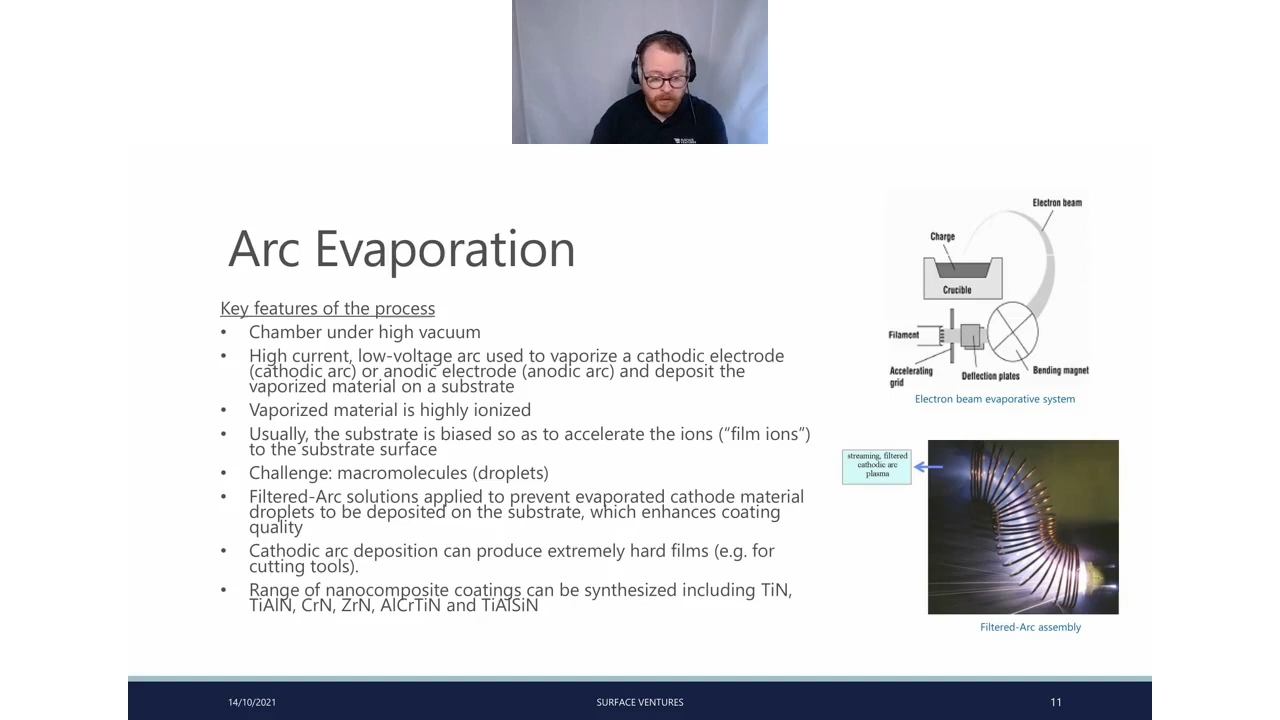 Arc Evaporation
Key features of the process
• Chamber under high vacuum
• High current, low-voltage arc used to vaporize a cathodic electrode
(cathodic arc) or anodic electrode (anodic arc) and deposit the
vaporized material on a substrate
• Vaporized material is highly ionized
• Usually, the substrate is biased so as to accelerate the ions (“film ions”)
to the substrate surface
• Challenge: macromolecules (droplets)
• Filtered-Arc solutions applied to prevent evaporated cathode material
droplets to be deposited on the substrate, which enhances coating
quality
• Cathodic arc deposition can produce extremely hard films (e.g. for
cutting tools).
• Range of nanocomposite coatings can be synthesized including TiN,
TiAlN, CrN, ZrN, AlCrTiN and TiAlSiN
Electron beam
Charge
Crucible
Filament
Accelerating
grid
Deflection plates
Bending magnet
Electron beam evaporative system
streaming, filtered
cathodic arc
plasma
Filtered-Arc assembly
14/10/2021
SURFACE VENTURES
11